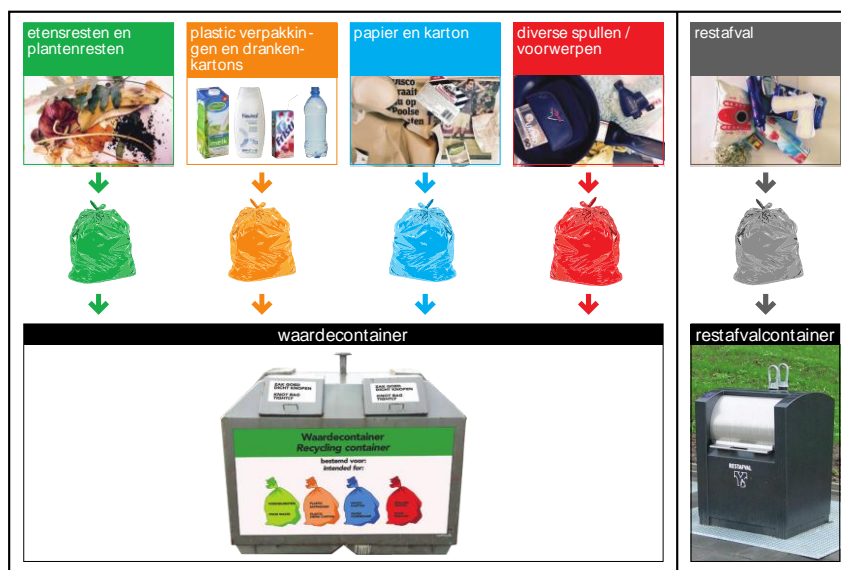 etensresten en
plantenresten
plastic verpakkin-
gen en dranken-
kartons
papier en karton
diverse spullen /
voorwerpen
restafval
melk
Poolse
waardecontainer
restafvalcontainer
ZAK GOED
DICHT KNOPEN
KNOT BAG
TIGHTLY
ZAK GOED
DICHT KNOPEN
KNOT BAG
TIGHTLY
Waardecontainer
Recycling container
bestemd voor:
intended for:
RESTAFVAL